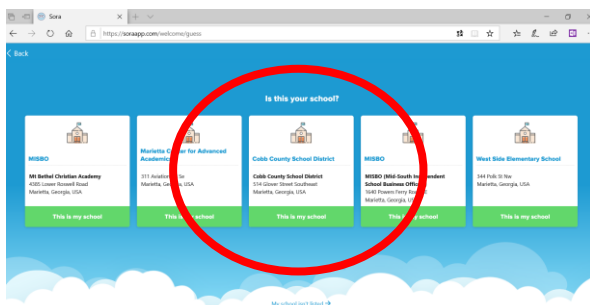 Sora
https://soraapp.com/welcome/guess
Back
Is this your school?
MISBO
Mt Bethel Christian Academy
4385 Lower Roswell Road
Marietta, Georgia, USA
This is my school
Marietta Center for Advanced
Academics
311 Aviation
Marietta, Georgia, USA
This is my school
Cobb County School District
Cobb County School District
514 Glover Street Southeast
Marietta, Georgia, USA
This is my school
MISBO
MISBO (Mid-South Independent
School Business Office
1640 Powers Ferry Ro
Marietta, Georgia, USA
This is my school
West Side Elementary School
344 Polk St Nw
Marietta, Georgia, USA
This is my school
My school isn't listed